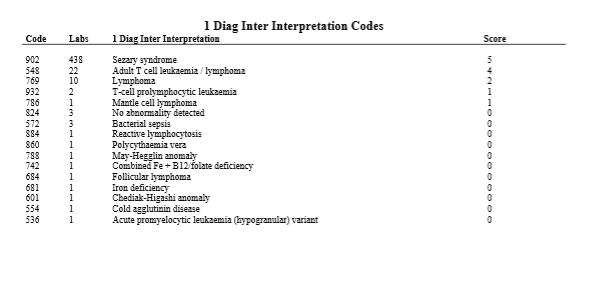 1 Diag Inter Interpretation Codes
Code Labs 1 Diag Inter Interpretation Score
902 438 Sezary syndrome 5
548 22 Adult T cell leukaemia / lymphoma 4
769 10 Lymphoma 2
932 2 T-cell prolymphocytic leukaemia 1
786 1 Mantle cell lymphoma 1
824 3 No abnormality detected 0
572 3 Bacterial sepsis 0
884 1 Reactive lymphocytosis 0
860 1 Polycythaemia vera 0
788 1 May-Hegglin anomaly 0
742 1 Combined Fe + B12/folate deficiency 0
684 1 Follicular lymphoma 0
681 1 Iron deficiency 0
601 1 Chediak-Higashi anomaly 0
554 1 Cold agglutinin disease 0
536 1 Acute promyelocytic leukaemia (hypogranular) variant 0